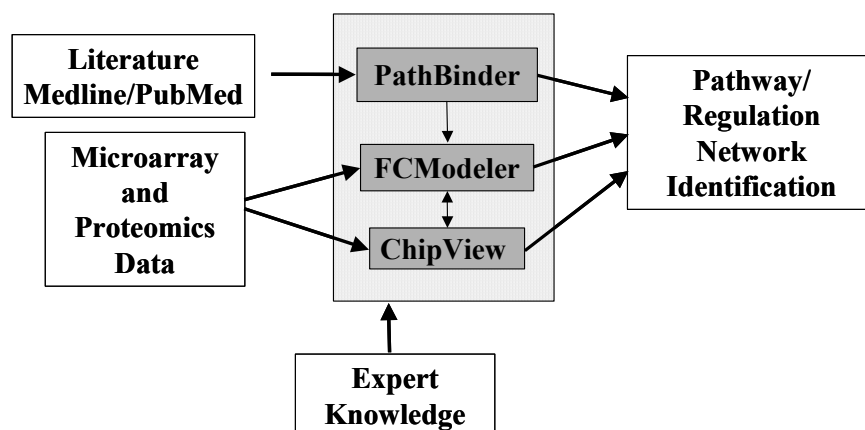 Literature
Medline/PubMed
Microarray
and
Proteomics
Data
PathBinder
FCModeler
ChipView
Pathway/
Regulation
Network
Identification
Expert
Knowledge